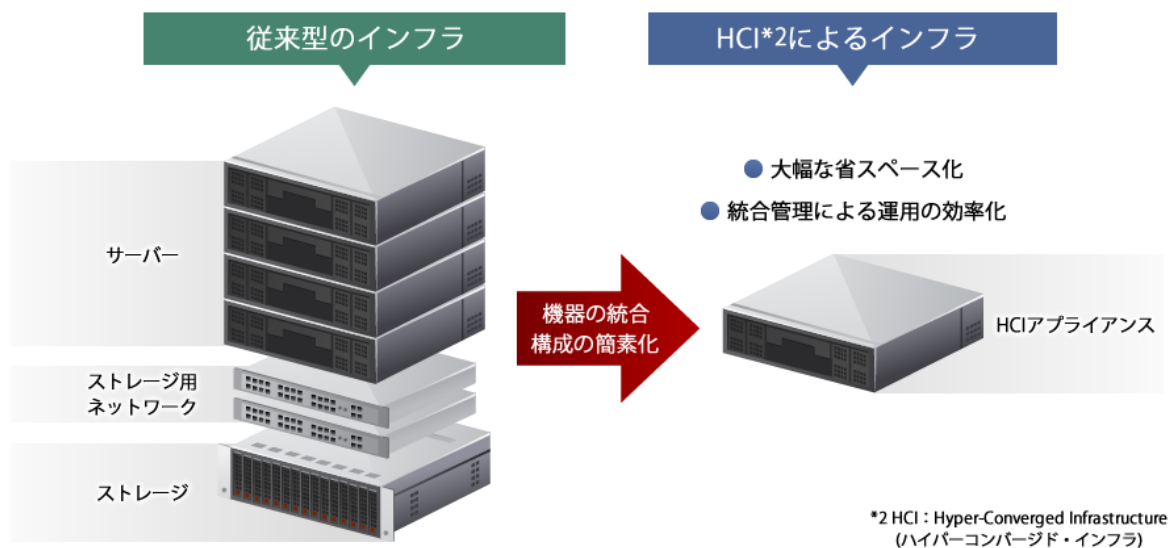 従来型のインフラ
HCI*2によるインフラ
サーバー
ストレージ用
ネットワーク
ストレージ
機器の統合
構成の簡素化
● 大幅な省スペース化
● 統合管理による運用の効率化
HCIアプライアンス
*2 HCI：Hyper-Converged Infrastructure
(ハイパーコンバージド・インフラ)